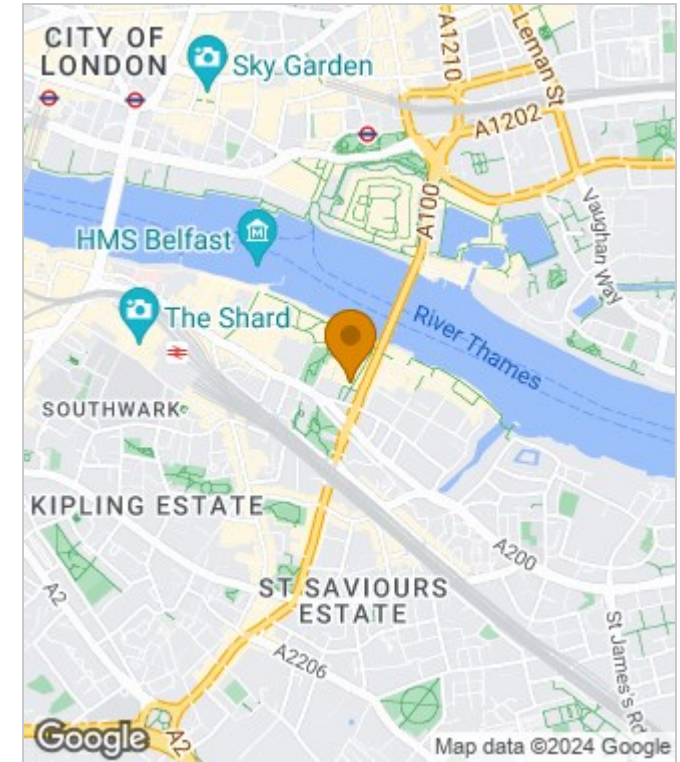 CITY OF
LONDON
Sky Garden
A1210
Leman St
A1202
Vaughan Way
A100
HMS Belfast
River Thames
The Shard
SOUTHWARK
KIPLING ESTATE
A200
ST SAVIOURS
ESTATE
A2
A2206
St James's Rd
A2
Google
Map data ©2024 Google